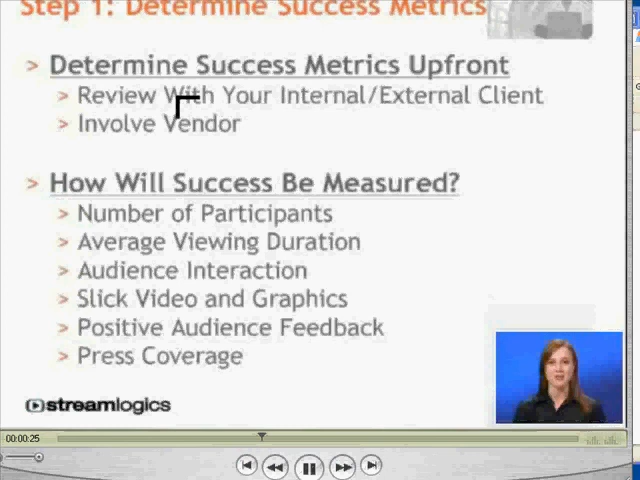 Step 1: Determine Success Metrics
> Determine Success Metrics Upfront
> Review With Your Internal/External Client
> Involve Vendor
> How Will Success Be Measured?
> Number of Participants
> Average Viewing Duration
> Audience Interaction
> Slick Video and Graphics
> Positive Audience Feedback
> Press Coverage
streamlogics
00:00:25